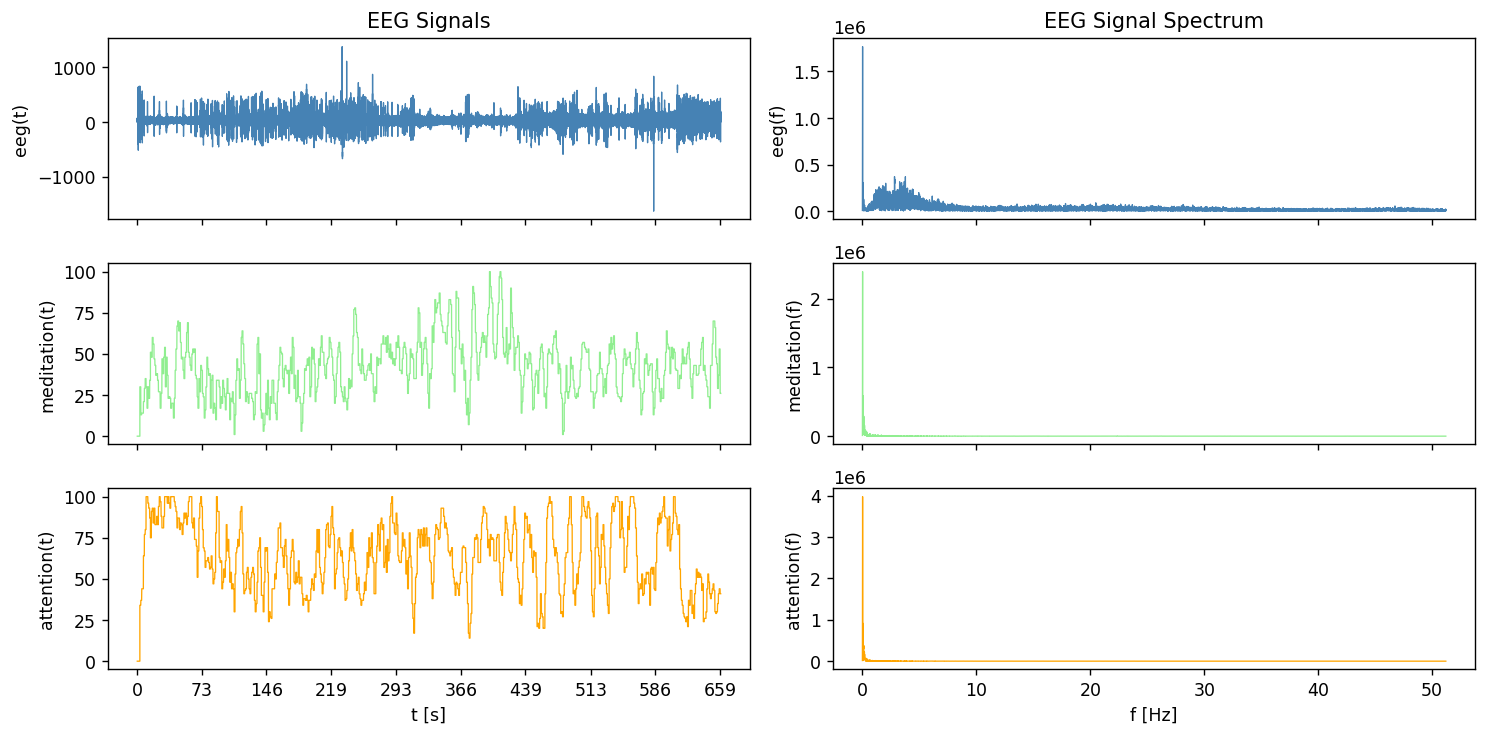 EEG Signals
eeg(t)
1000
0
−1000
EEG Signal Spectrum
1e6
eeg(f)
1.5
1.0
0.5
0.0
meditation(t)
100
75
50
25
0
1e6
meditation(f)
2
1
0
attention(t)
100
75
50
25
0
0 73 146 219 293 366 439 513 586 659
t [s]
1e6
attention(f)
4
3
2
1
0
0 10 20 30 40 50
f [Hz]